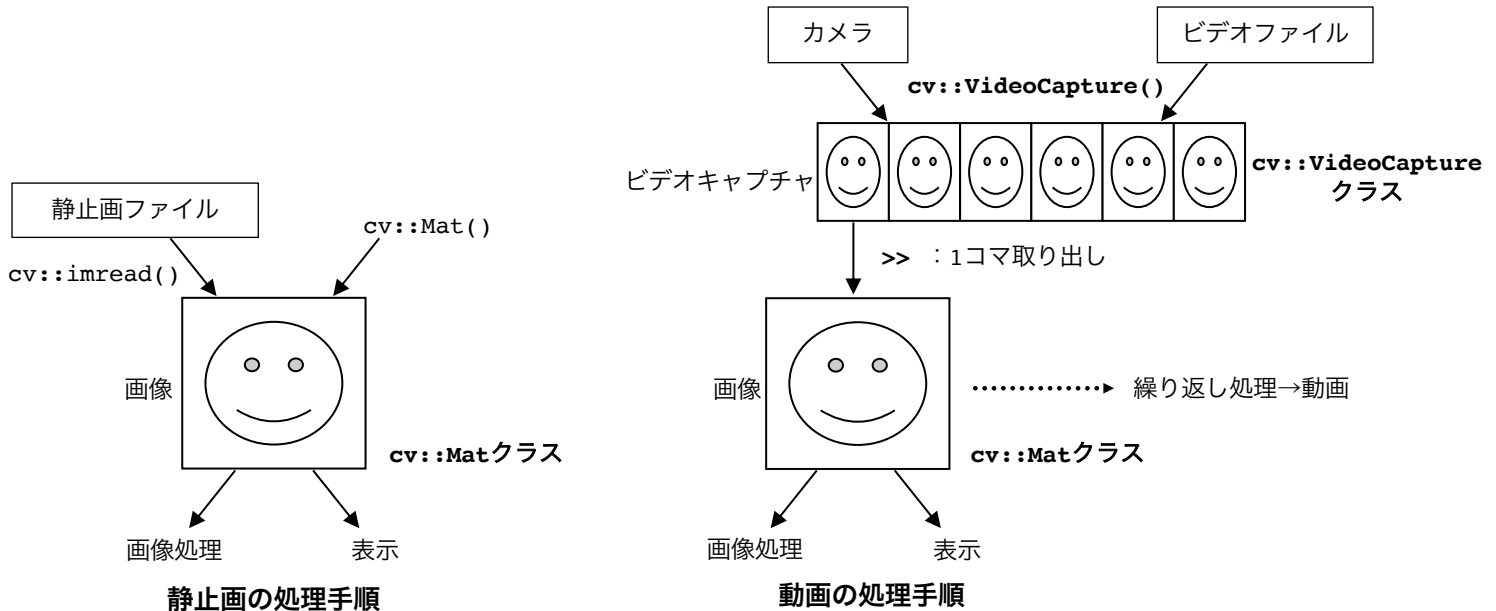 静止画ファイル
cv::Mat()
cv::imread()
画像
cv::Matクラス
画像処理
表示
静止画の処理手順
カメラ
ビデオファイル
cv::VideoCapture()
ビデオキャプチャ
cv::VideoCapture
クラス
>> ：1コマ取り出し
画像
繰り返し処理→動画
cv::Matクラス
画像処理
表示
動画の処理手順